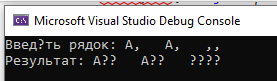 Microsoft Visual Studio Debug Console
Введ?ть рядок: А,   А,   ,,
Результат: А??   А??   ????